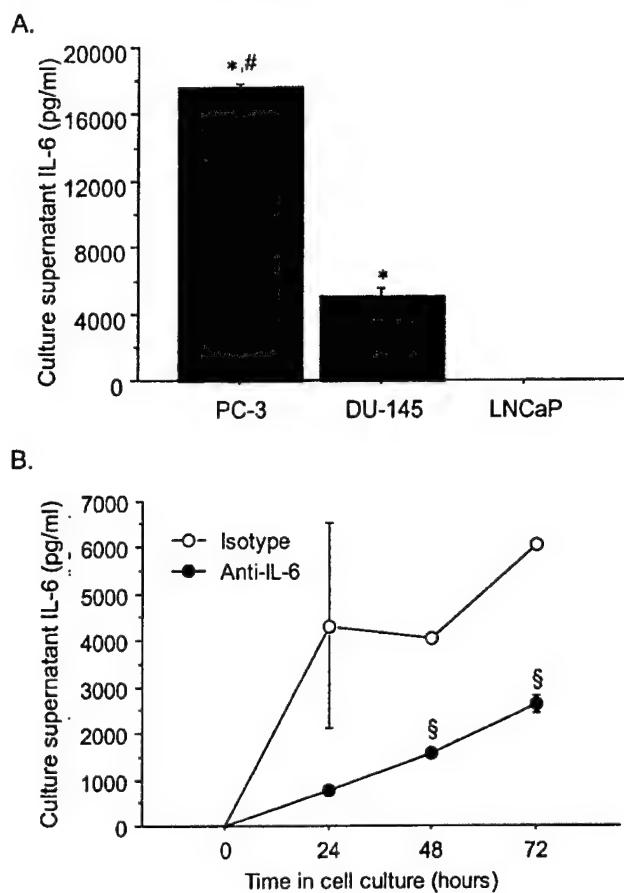 A.
Culture supernatant IL-6 (pg/ml)
20000
16000
12000
8000
4000
0
*,#
*
PC-3 DU-145 LNCaP
B.
Culture supernatant IL-6 (pg/ml)
7000
6000
5000
4000
3000
2000
1000
0
Isotype
Anti-IL-6
§
§
0 24 48 72
Time in cell culture (hours)